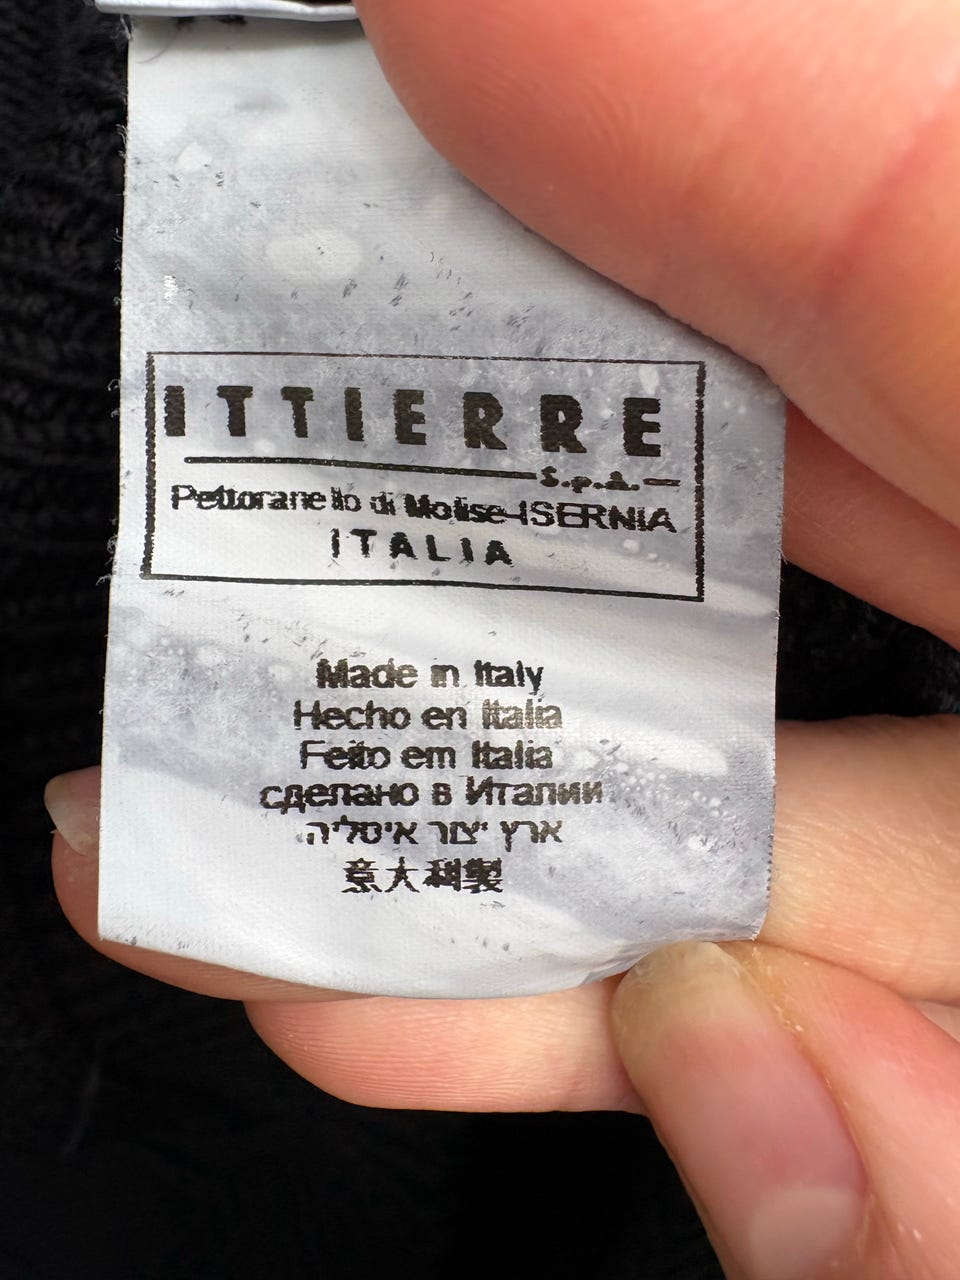 ITTIERRE
S.p.A.
Pettoranello di Molise-ISERNIA
ITALIA
Made in Italy
Hecho en Italia
Feito em Italia
сделано в Италии
ארץ יצור איטליה
意大利製